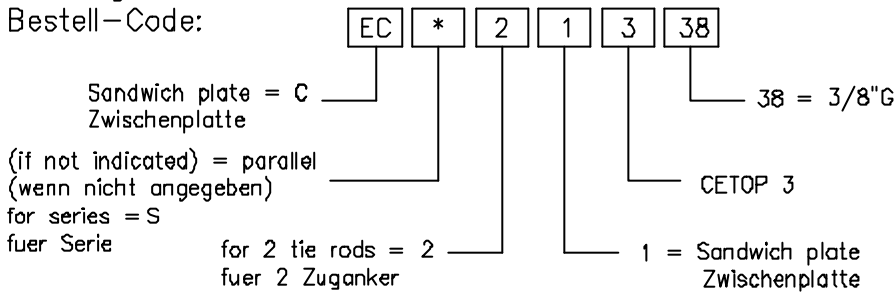 Bestell-Code:
EC * 2 1 3 38
Sandwich plate = C
Zwischenplatte
38 = 3/8"G
(if not indicated) = parallel
(wenn nicht angegeben)
for series = S
fuer Serie
CETOP 3
for 2 tie rods = 2
fuer 2 Zuganker
1 = Sandwich plate
Zwischenplatte